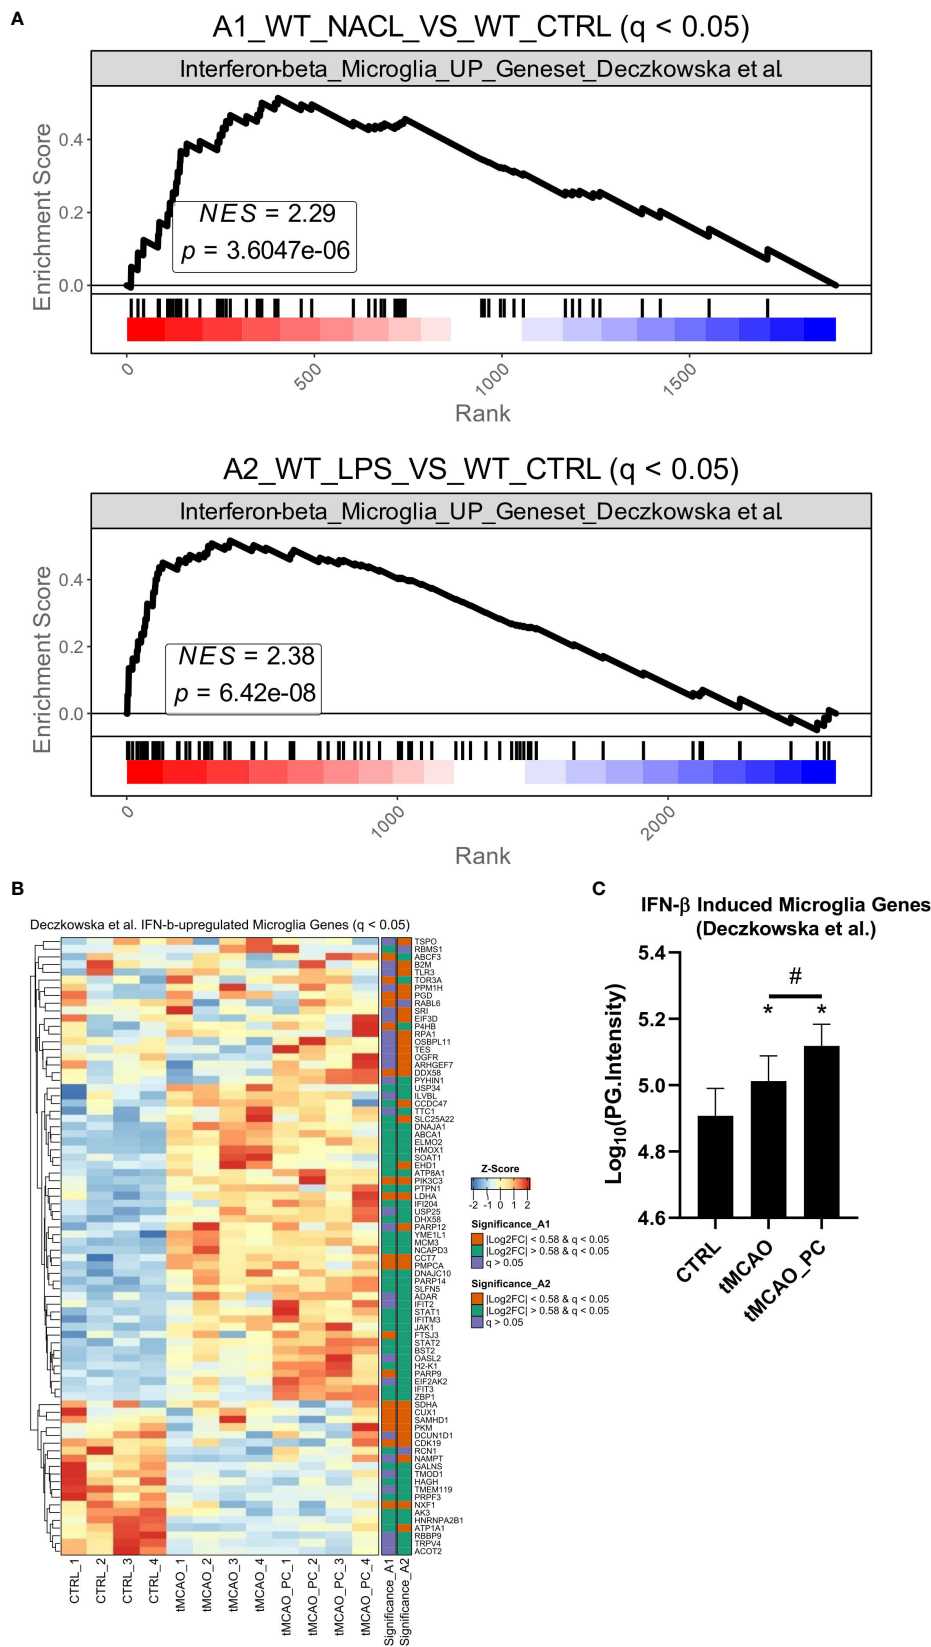 A
A1_WT_NACL_VS_WT_CTRL (q < 0.05)
Interferon-beta_Microglia_UP_Geneset_Deczkowska et al.
Enrichment Score
0.4
0.2
0.0
NES = 2.29
p = 3.6047e-06
0
500
1000
1500
Rank
A2_WT_LPS_VS_WT_CTRL (q < 0.05)
Interferon-beta_Microglia_UP_Geneset_Deczkowska et al.
Enrichment Score
0.4
0.2
0.0
NES = 2.38
p = 6.42e-08
0
1000
2000
Rank
B
Deczkowska et al. IFN-b-upregulated Microglia Genes (q < 0.05)
TSPO
RBMS1
ABCF3
B2M
TLR3
TOR3A
PPM1H
PGD
RABL6
SRI
EIF3D
P4HB
RPA1
OSBPL11
TES
OGFR
ARHGEF7
DDX58
PYHIN1
USP34
ILVBL
CCDC47
TTC1
SLC25A22
DNAJA1
ABCA1
ELMO2
HMOX1
SOAT1
EHD1
ATP8A1
PIK3C3
PTPN1
LDHA
IFI204
USP25
DHX58
PARP12
YME1L1
MCM3
NCAPD3
CCT7
PMPCA
DNAJC10
PARP14
SLFN5
ADAR
IFIT2
STAT1
IFITM3
JAK1
FTSJ3
STAT2
BST2
OASL2
H2-K1
PARP9
EIF2AK2
IFIT3
ZBP1
SDHA
CUX1
SAMHD1
PKM
DCUN1D1
CDK19
RCN1
NAMPT
GALNS
TMOD1
HAGH
TMEM119
PRPF3
NXF1
AK3
HNRNPA2B1
ATP1A1
RBBP9
TRPV4
ACOT2
CTRL_1
CTRL_2
CTRL_3
CTRL_4
tMCAO_1
tMCAO_2
tMCAO_3
tMCAO_4
tMCAO_PC_1
tMCAO_PC_2
tMCAO_PC_3
tMCAO_PC_4
Significance_A1
Significance_A2
Z-Score
-2 -1 0 1 2
Significance_A1
|Log2FC| < 0.58 & q < 0.05
|Log2FC| > 0.58 & q < 0.05
q > 0.05
Significance_A2
|Log2FC| < 0.58 & q < 0.05
|Log2FC| > 0.58 & q < 0.05
q > 0.05
C
IFN-β Induced Microglia Genes
(Deczkowska et al.)
Log10(PG.Intensity)
5.4
5.2
5.0
4.8
4.6
#
* *
CTRL
tMCAO
tMCAO_PC